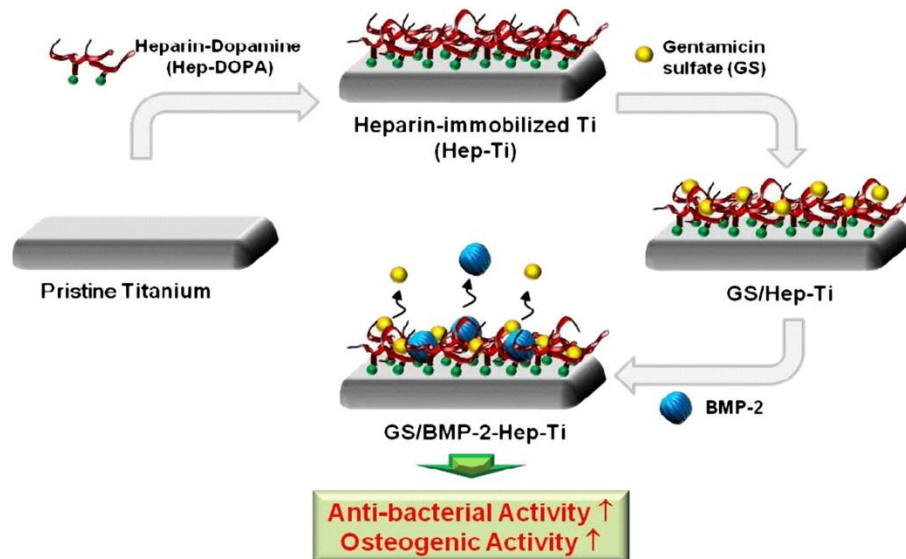 Heparin-Dopamine
(Hep-DOPA)
Gentamicin
sulfate (GS)
Heparin-immobilized Ti
(Hep-Ti)
Pristine Titanium
GS/Hep-Ti
BMP-2
GS/BMP-2-Hep-Ti
Anti-bacterial Activity ↑
Osteogenic Activity ↑